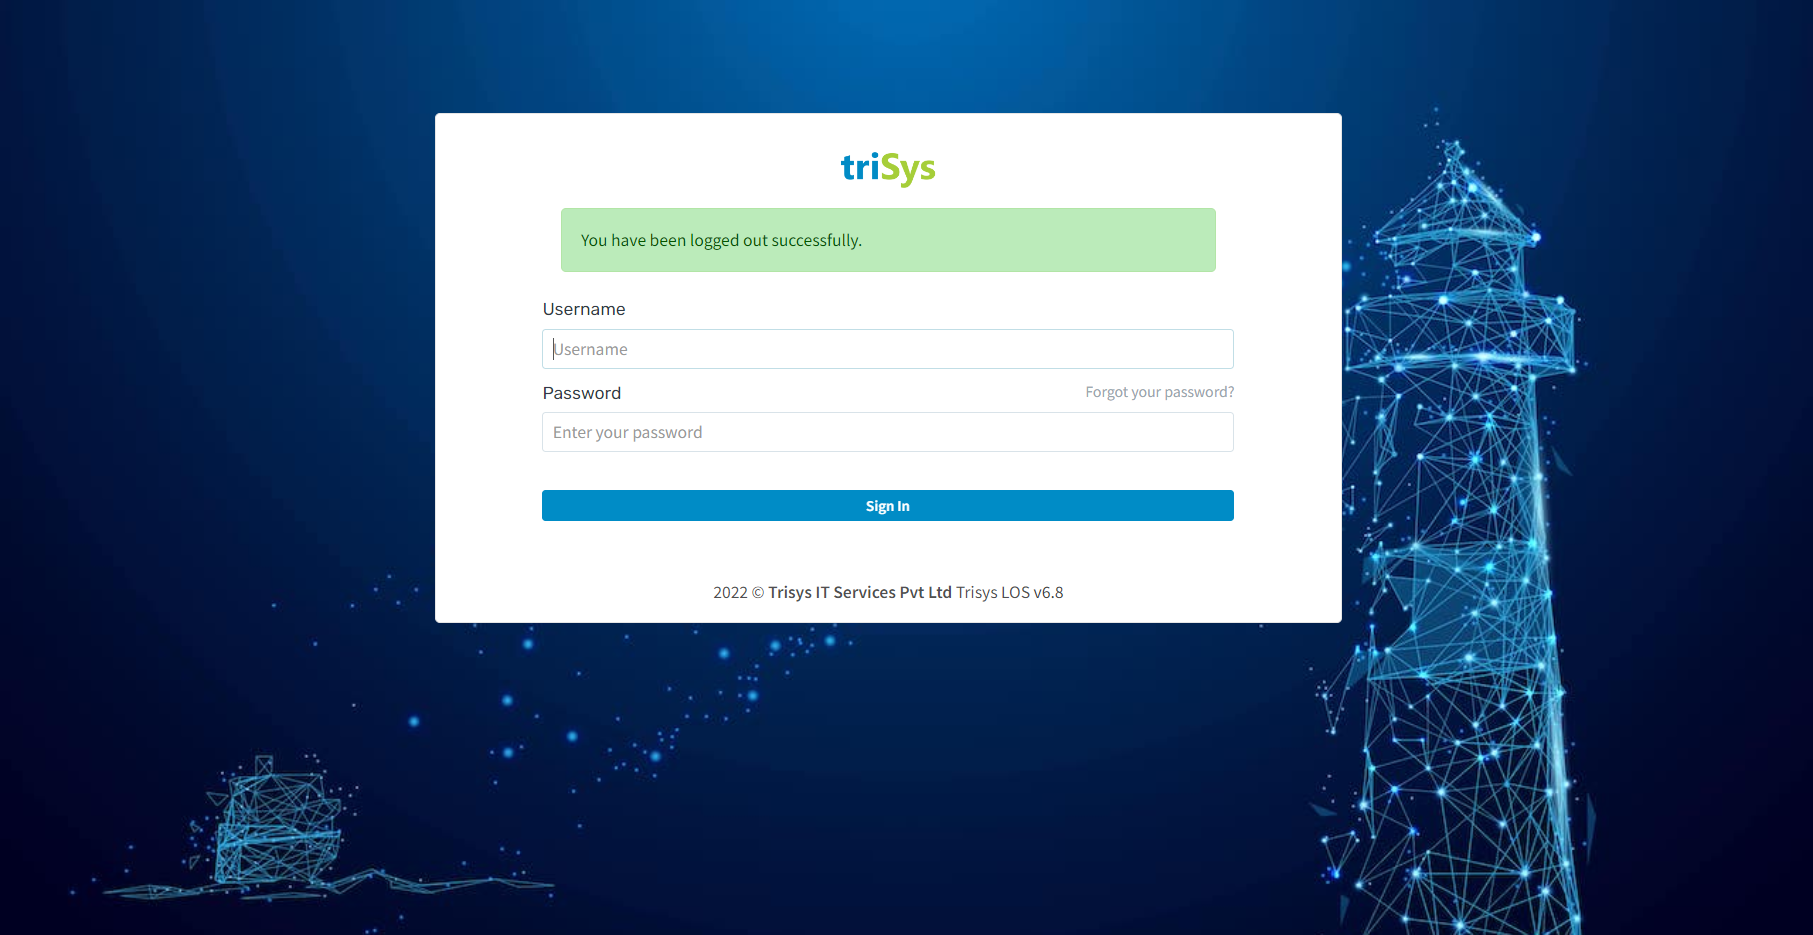 triSys
You have been logged out successfully.
Username
Username
Password Forgot your password?
Enter your password
Sign In
2022 © Trisys IT Services Pvt Ltd Trisys LOS v6.8